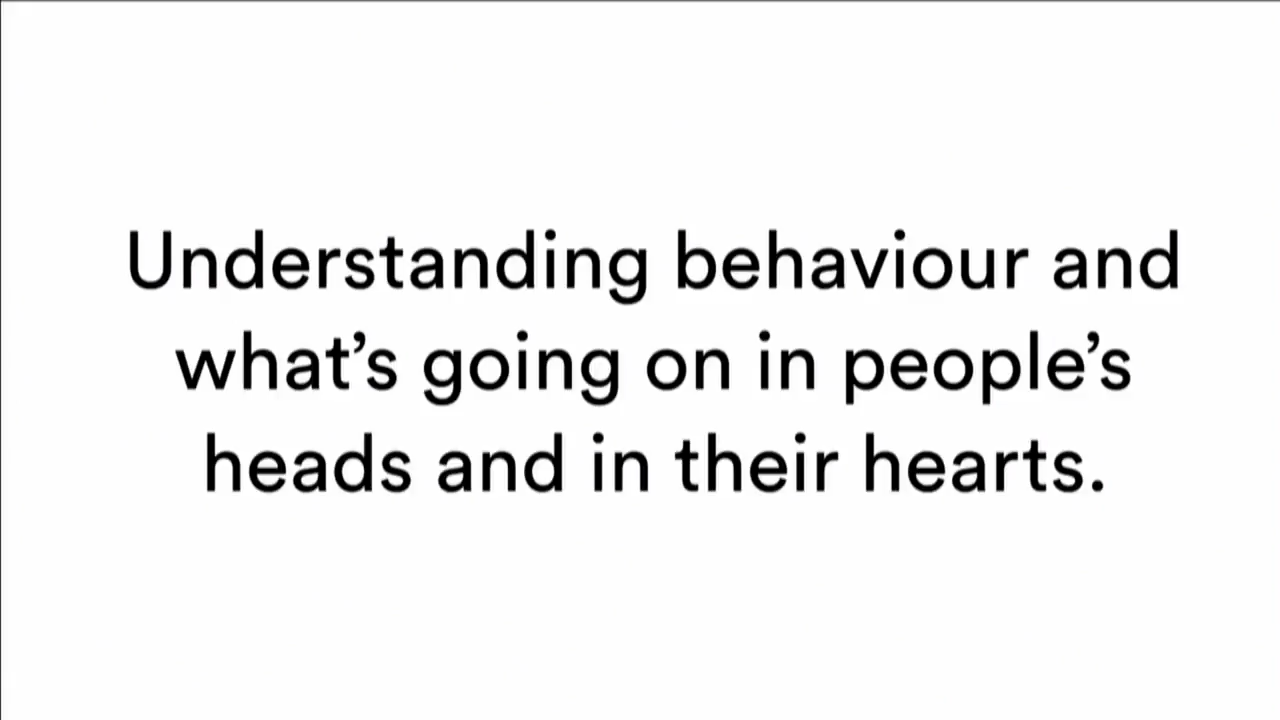 Understanding behaviour and
what’s going on in people’s
heads and in their hearts.